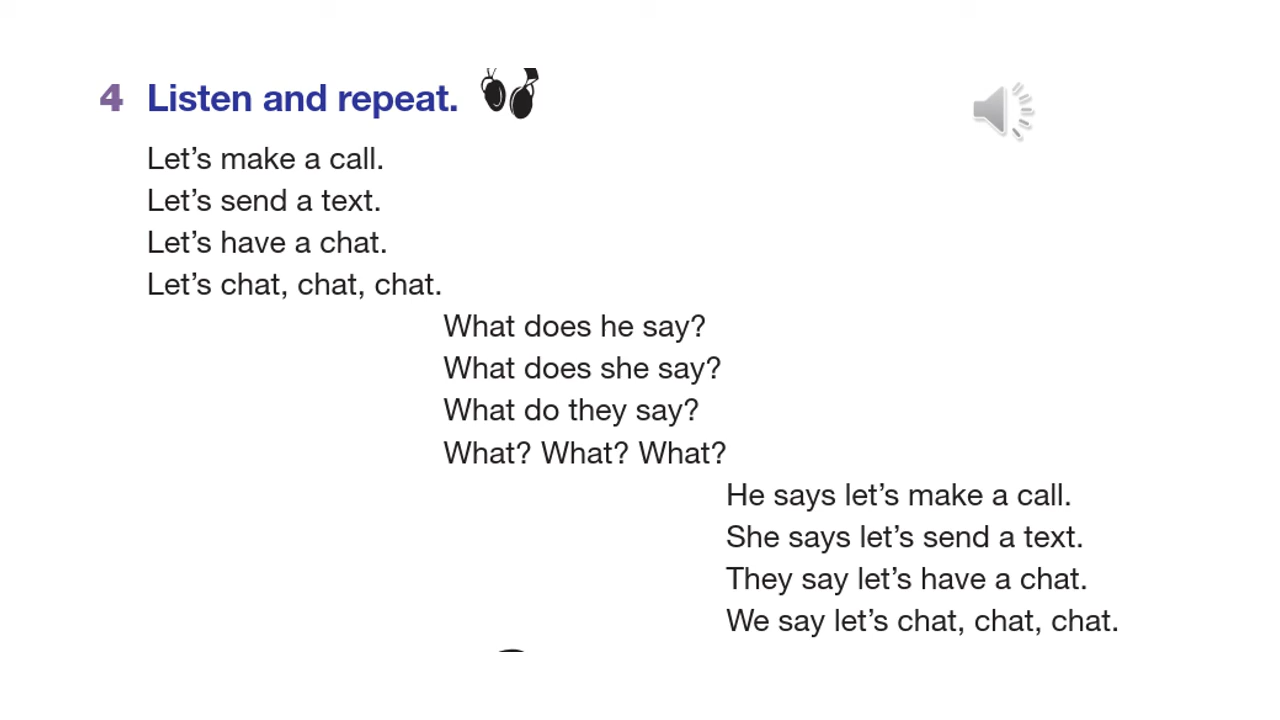 4 Listen and repeat.
Let’s make a call.
Let’s send a text.
Let’s have a chat.
Let’s chat, chat, chat.
What does he say?
What does she say?
What do they say?
What? What? What?
He says let’s make a call.
She says let’s send a text.
They say let’s have a chat.
We say let’s chat, chat, chat.